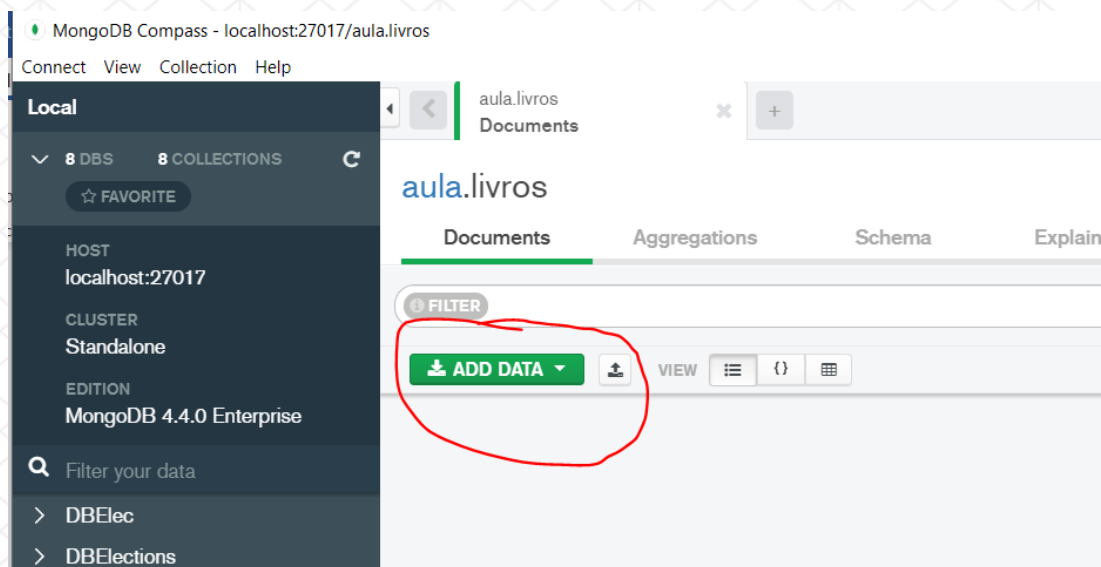 MongoDB Compass - localhost:27017/aula.livros
Connect View Collection Help
Local
8 DBS 8 COLLECTIONS
FAVORITE
HOST
localhost:27017
CLUSTER
Standalone
EDITION
MongoDB 4.4.0 Enterprise
Filter your data
DBElec
DBElections
aula.livros
Documents
aula.livros
Documents Aggregations Schema Explain
FILTER
ADD DATA VIEW {}